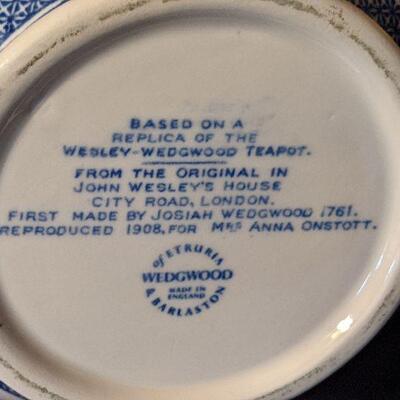 BASED ON A
REPLICA OF THE
WESLEY-WEDGWOOD TEAPOT.
FROM THE ORIGINAL IN
JOHN WESLEY'S HOUSE
CITY ROAD, LONDON.
FIRST MADE BY JOSIAH WEDGWOOD 1761.
REPRODUCED 1908, FOR MRS ANNA ONSTOTT.
OF ETRURIA
WEDGWOOD
MADE IN
ENGLAND
& BARLASTON